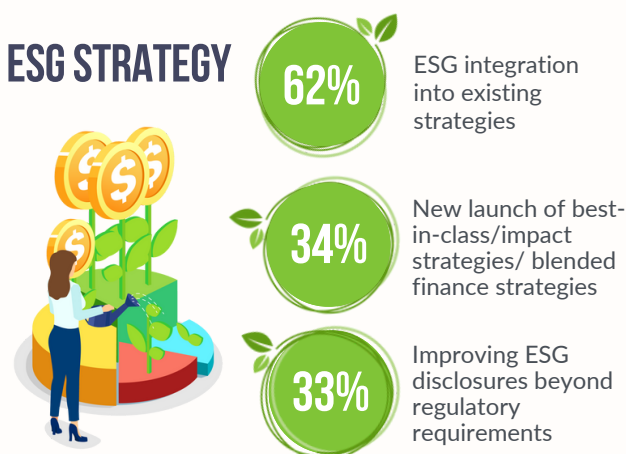 ESG STRATEGY
62%
ESG integration
into existing
strategies
34%
New launch of best-
in-class/impact
strategies/ blended
finance strategies
33%
Improving ESG
disclosures beyond
regulatory
requirements
$
$
$
$